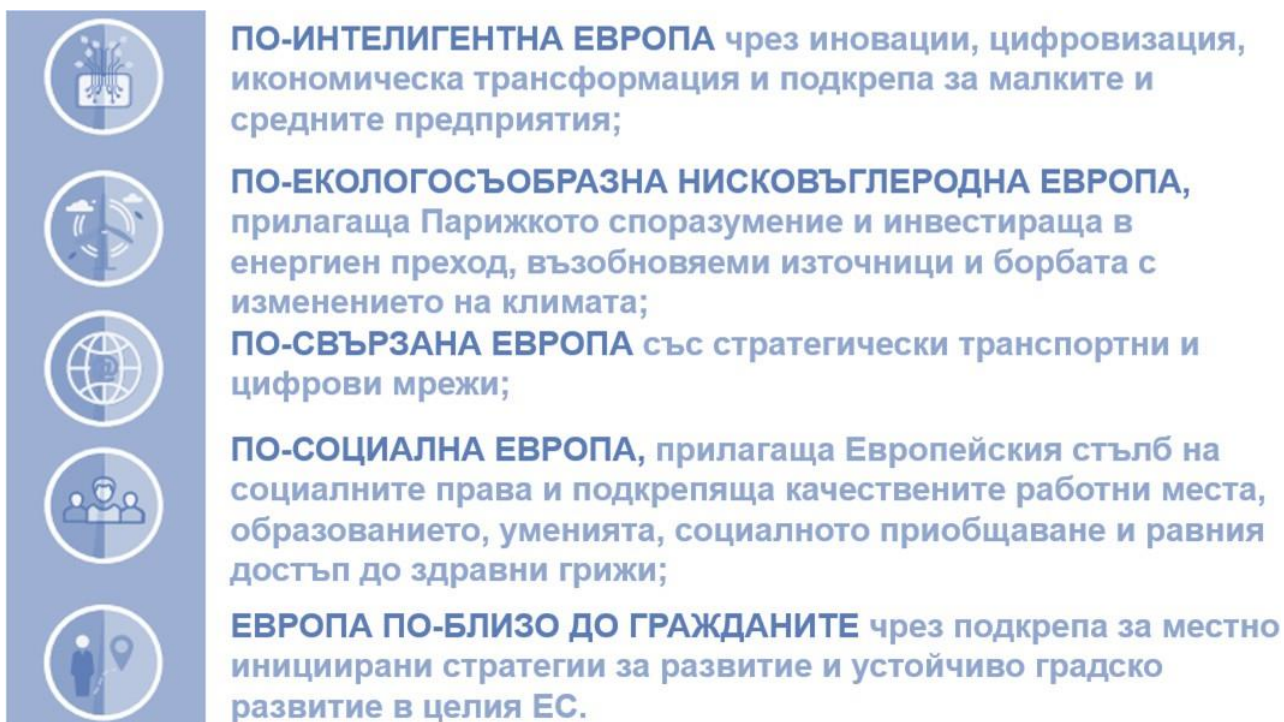 ПО-ИНТЕЛИГЕНТНА ЕВРОПА чрез иновации, цифровизация,
икономическа трансформация и подкрепа за малките и
средните предприятия;
ПО-ЕКОЛОГОСЪОБРАЗНА НИСКОВЪГЛЕРОДНА ЕВРОПА,
прилагаща Парижкото споразумение и инвестираща в
енергиен преход, възобновяеми източници и борбата с
изменението на климата;
ПО-СВЪРЗАНА ЕВРОПА със стратегически транспортни и
цифрови мрежи;
ПО-СОЦИАЛНА ЕВРОПА, прилагаща Европейския стълб на
социалните права и подкрепяща качествените работни места,
образованието, уменията, социалното приобщаване и равния
достъп до здравни грижи;
ЕВРОПА ПО-БЛИЗО ДО ГРАЖДАНИТЕ чрез подкрепа за местно
инициирани стратегии за развитие и устойчиво градско
развитие в целия ЕС.